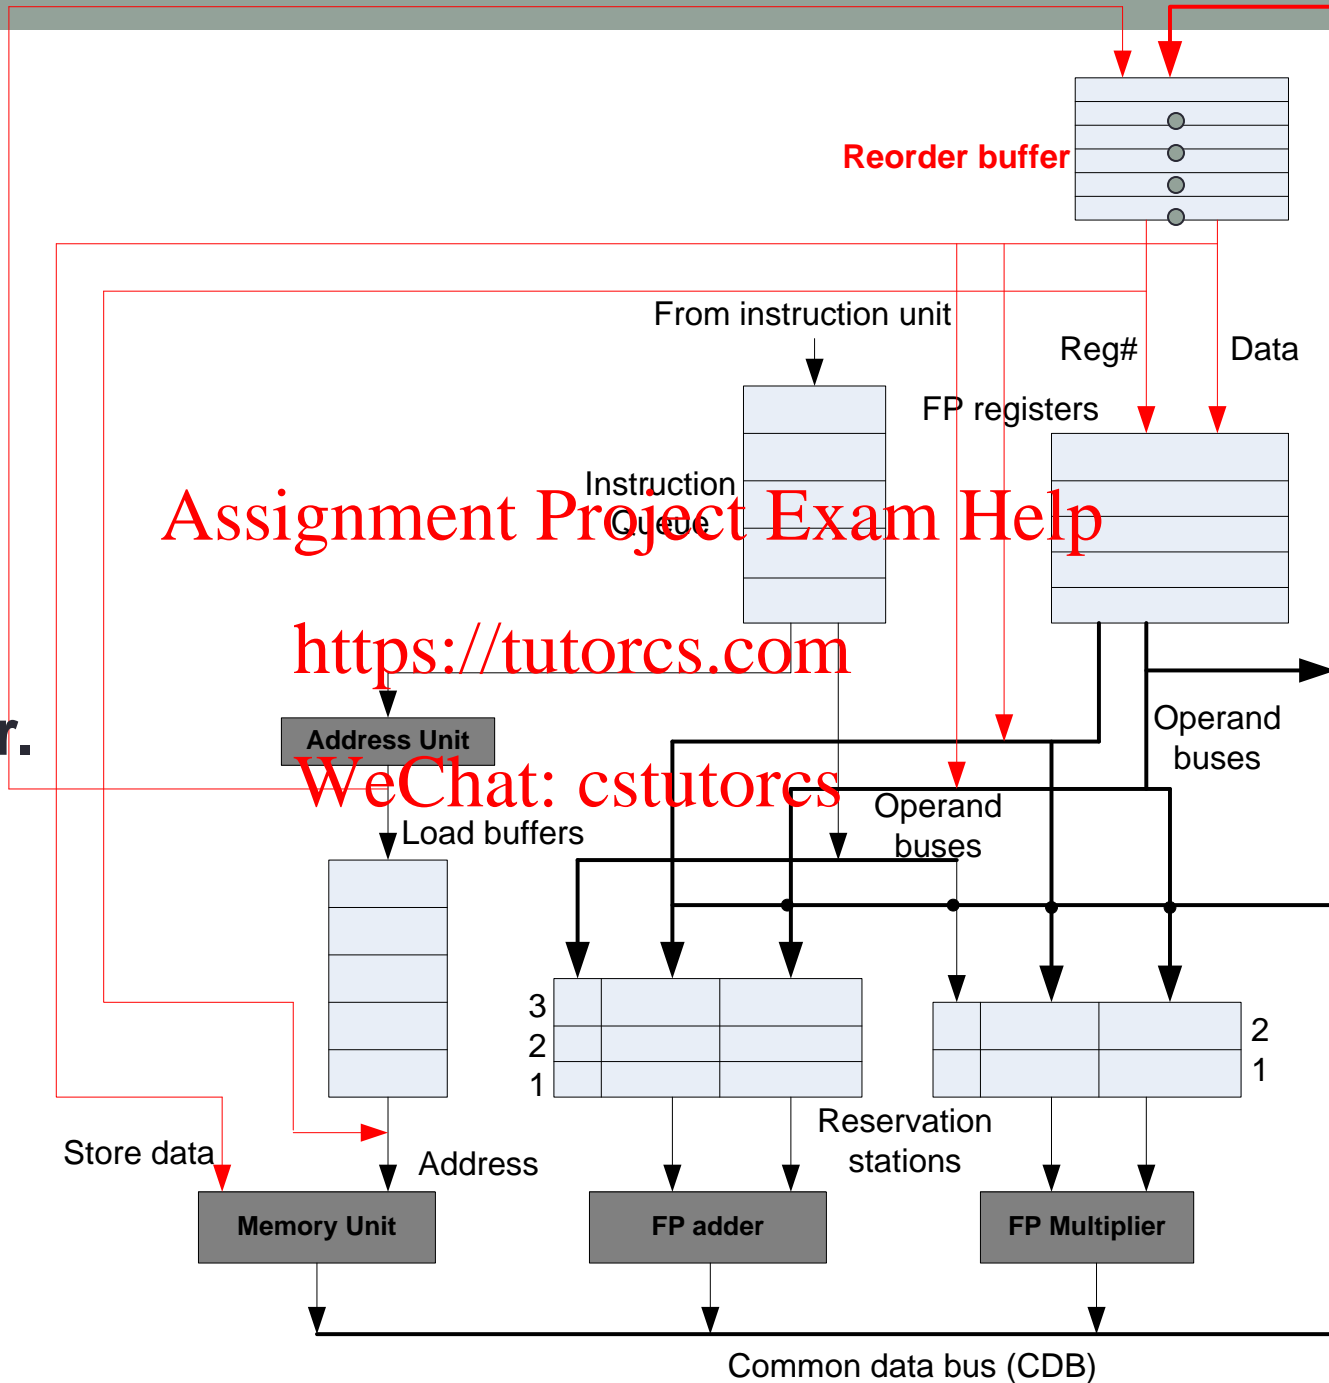 Reorder buffer
From instruction unit
Reg#
Data
FP registers
Instruction
Queue
Assignment Project Exam Help
https://tutorcs.com
r.
Address Unit
Operand
buses
WeChat: cstutorcs
Operand
buses
Load buffers
3
2
1
2
1
Reservation
stations
Store data
Address
Memory Unit
FP adder
FP Multiplier
Common data bus (CDB)